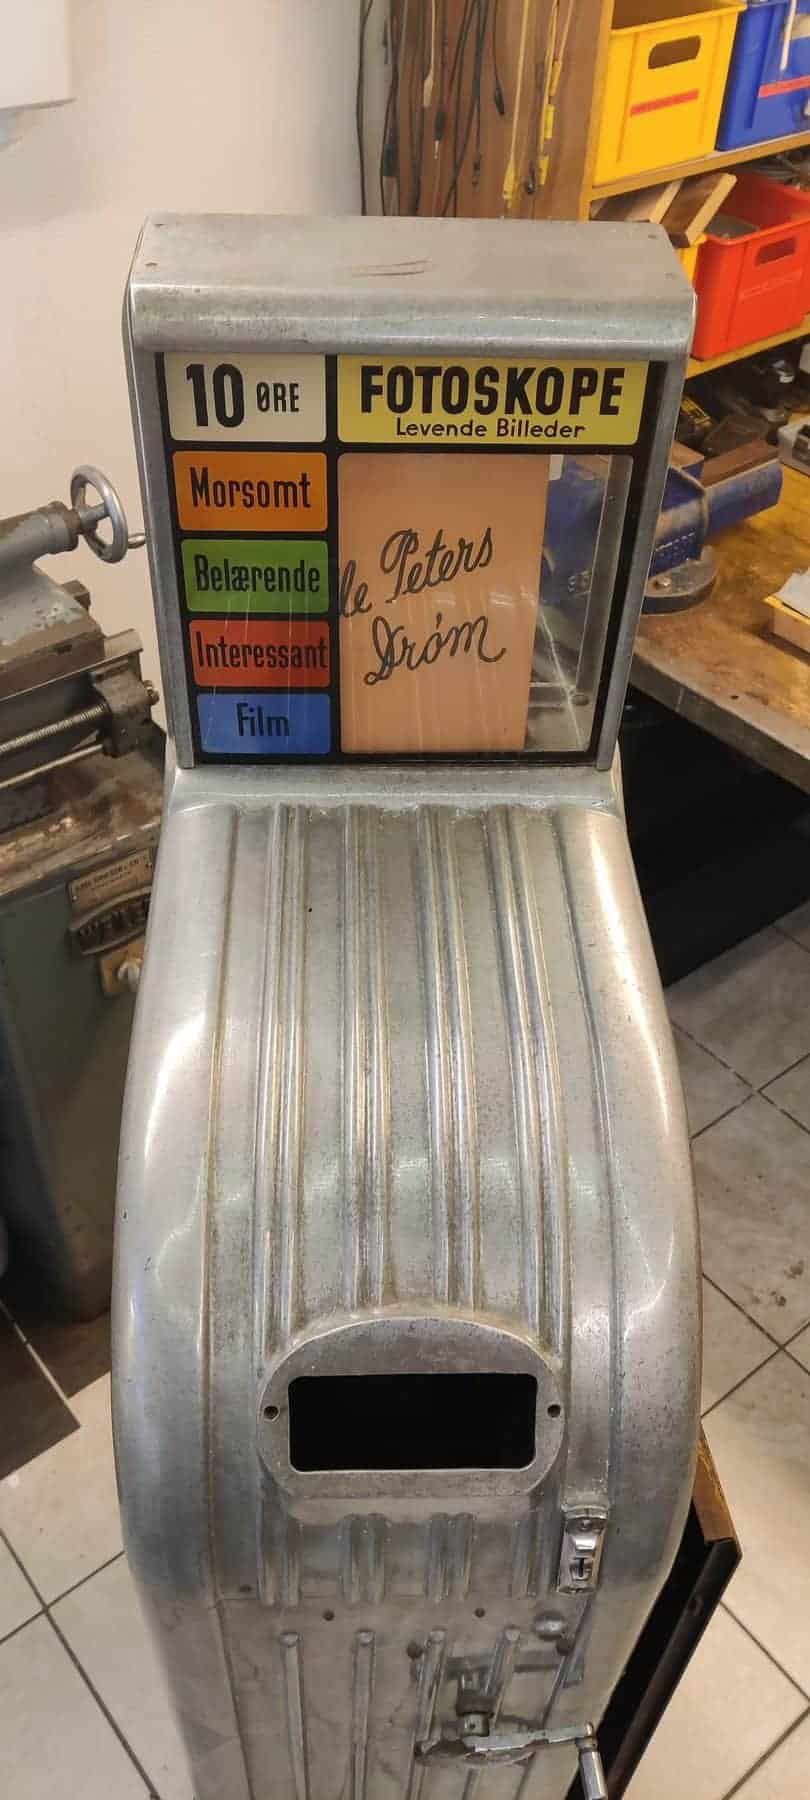 10 ØRE
FOTOSKOPE
Levende Billeder
Morsomt
Belærende
Interessant
Film
le Peters
Drøm